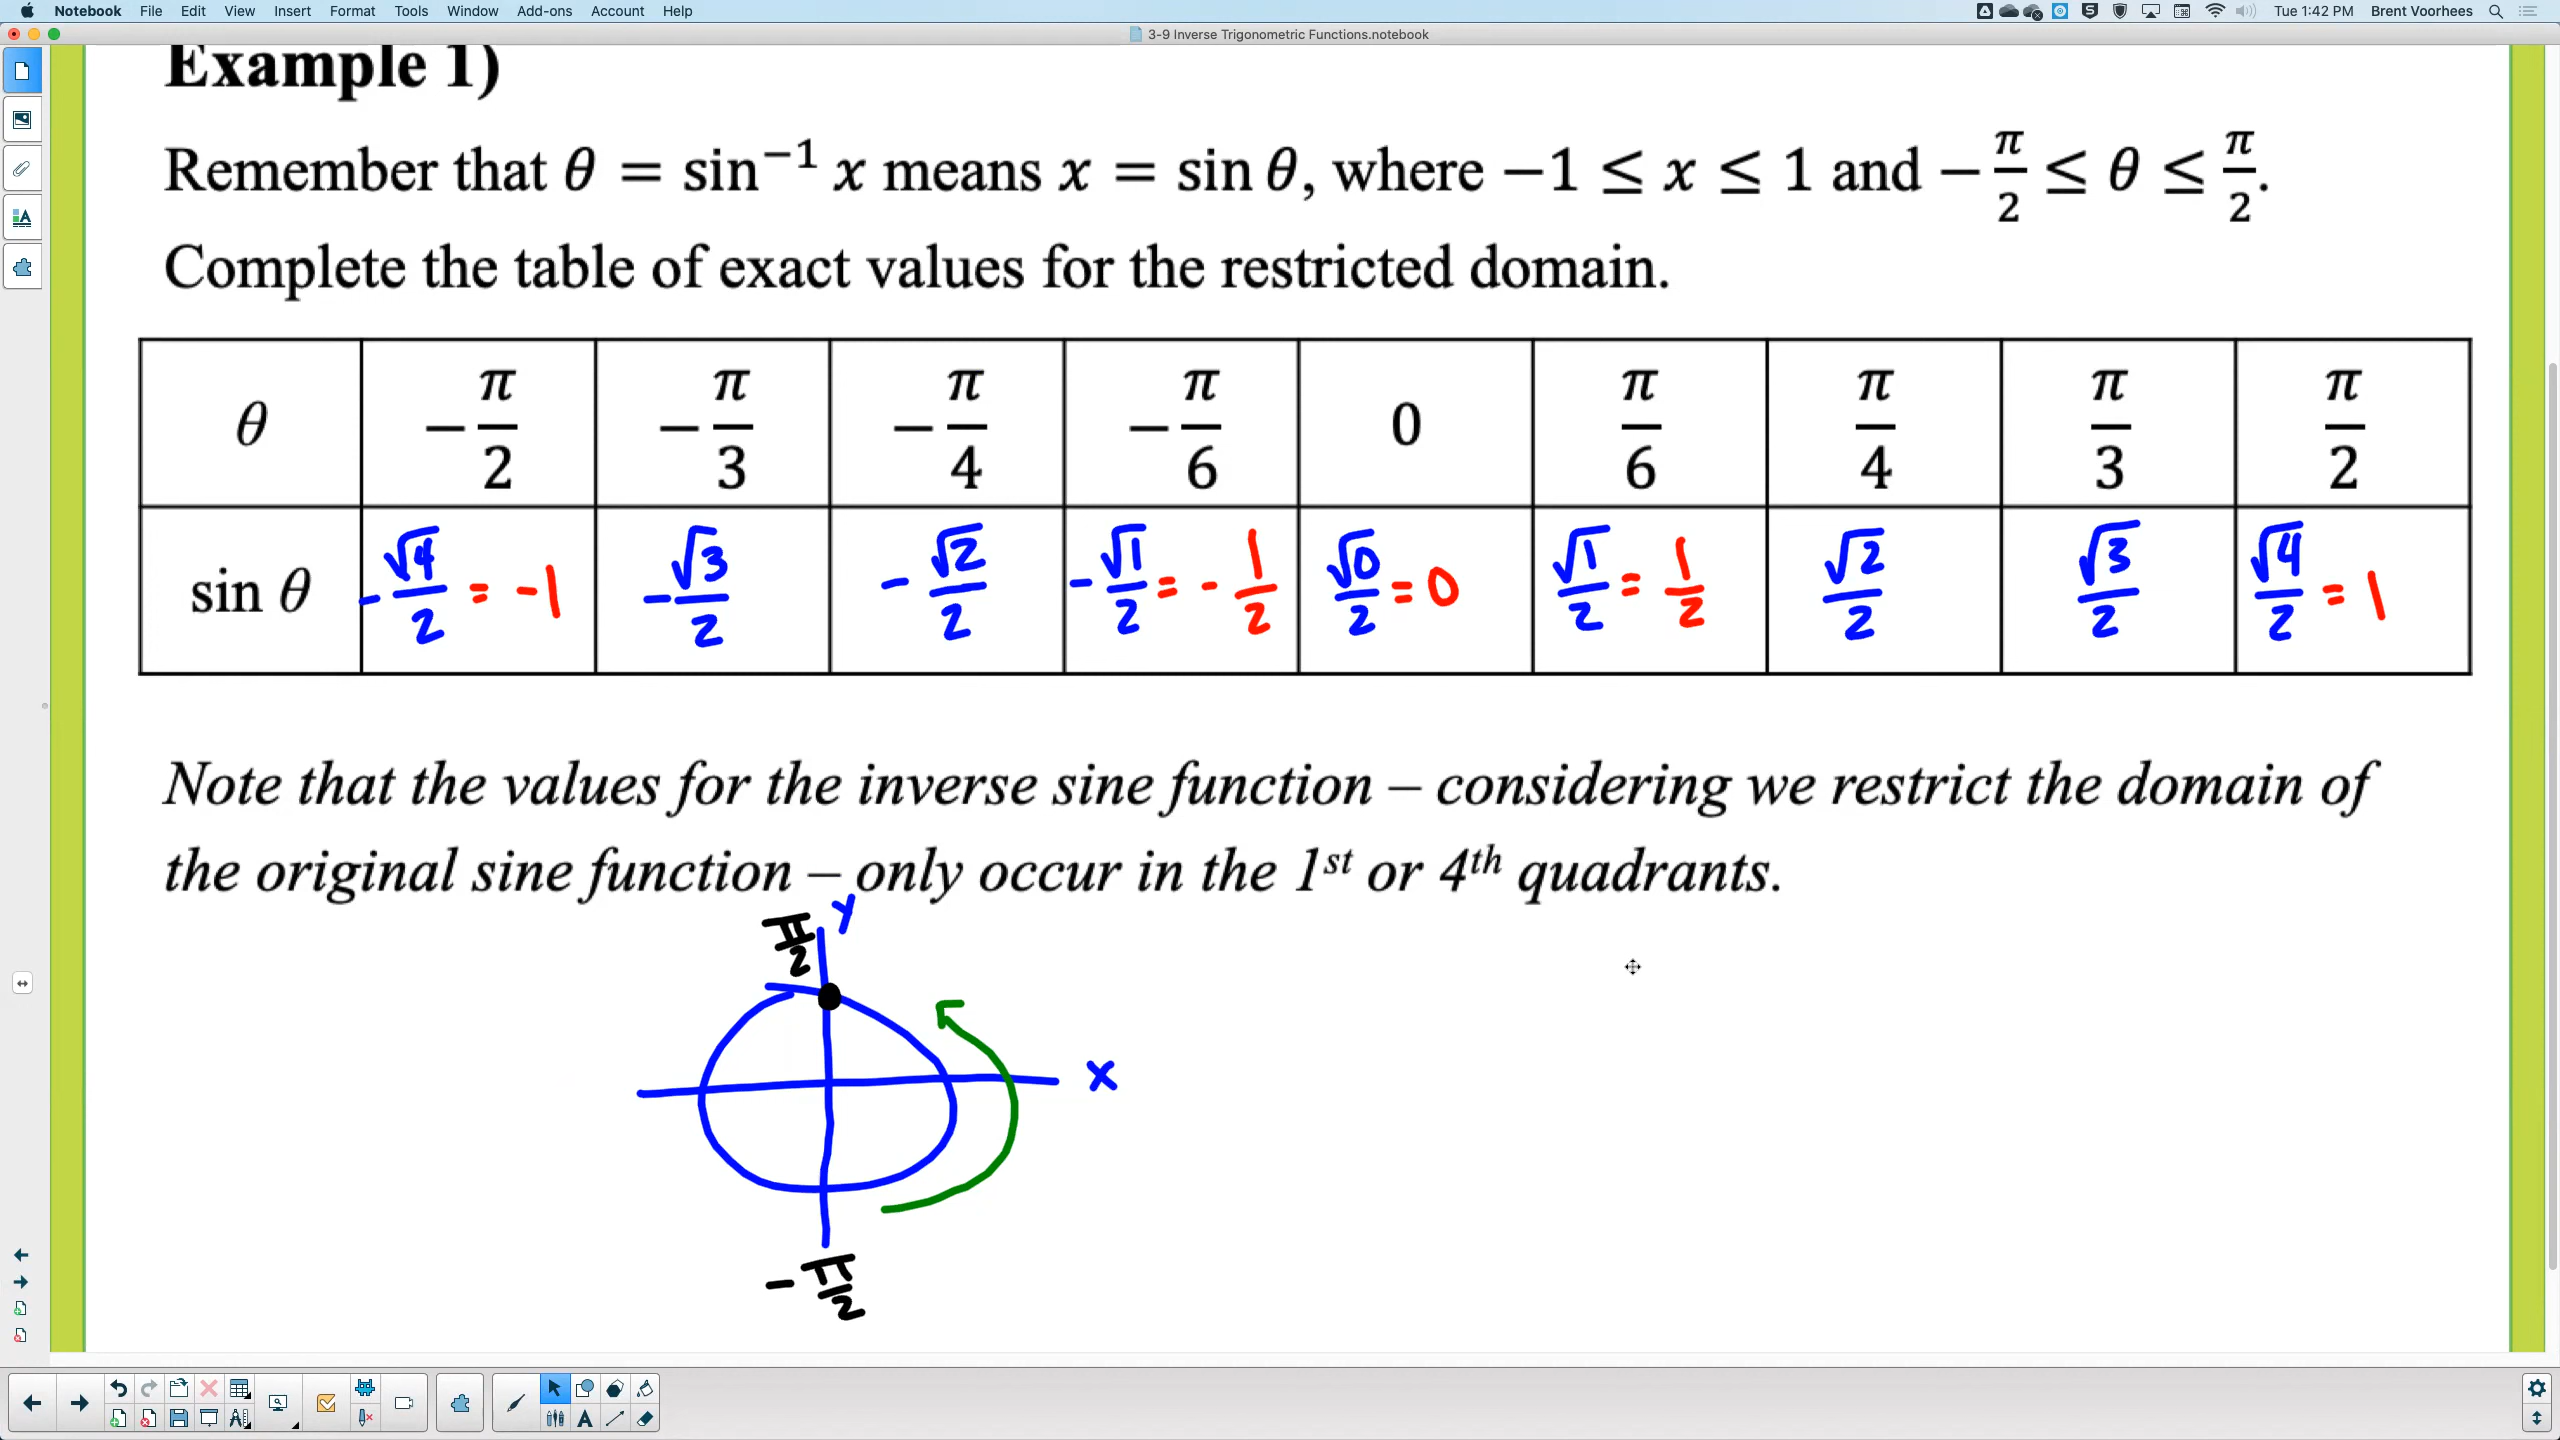 Notebook File Edit View Insert Format Tools Window Add-ons Account Help Tue 1:42 PM Brent Voorhees
3-9 Inverse Trigonometric Functions.notebook
Example 1)
Remember that θ = sin⁻¹ x means x = sin θ, where −1 ≤ x ≤ 1 and −π/2 ≤ θ ≤ π/2.
Complete the table of exact values for the restricted domain.
θ −π/2 −π/3 −π/4 −π/6 0 π/6 π/4 π/3 π/2
sin θ −√4/2 = −1 −√3/2 −√2/2 −√1/2 = −1/2 √0/2 = 0 √1/2 = 1/2 √2/2 √3/2 √4/2 = 1
Note that the values for the inverse sine function – considering we restrict the domain of
the original sine function – only occur in the 1st or 4th quadrants.
π/2 y
x
−π/2